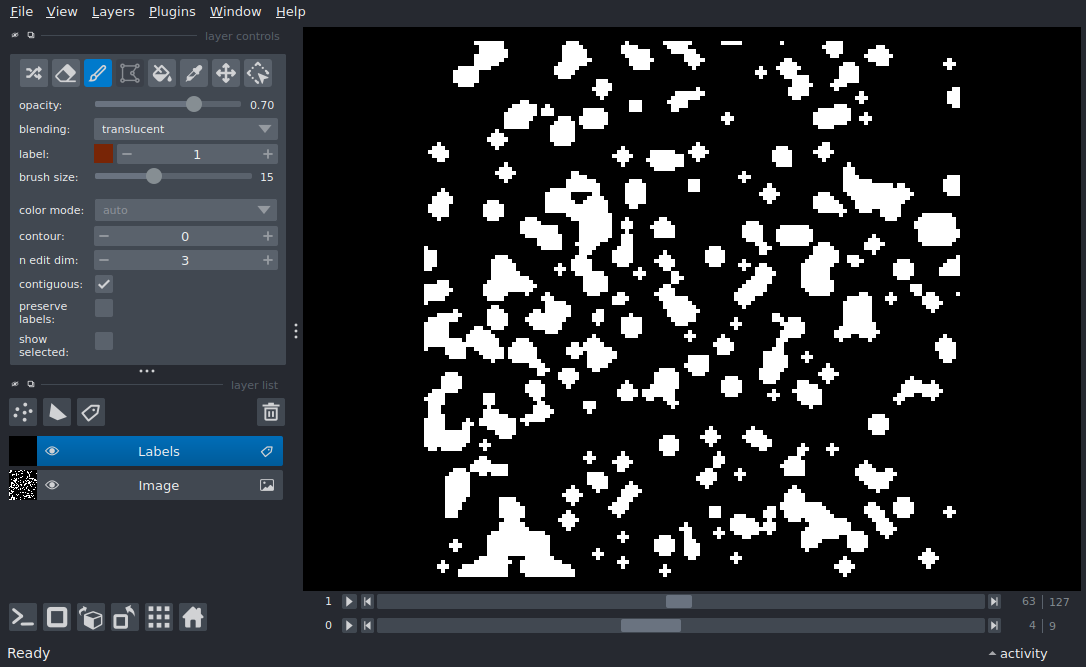 File View Layers Plugins Window Help
layer controls
opacity: 0.70
blending: translucent
label: 1
brush size: 15
color mode: auto
contour: 0
n edit dim: 3
contiguous:
preserve
labels:
show
selected:
layer list
Labels
Image
1 63 127
0 4 9
Ready activity